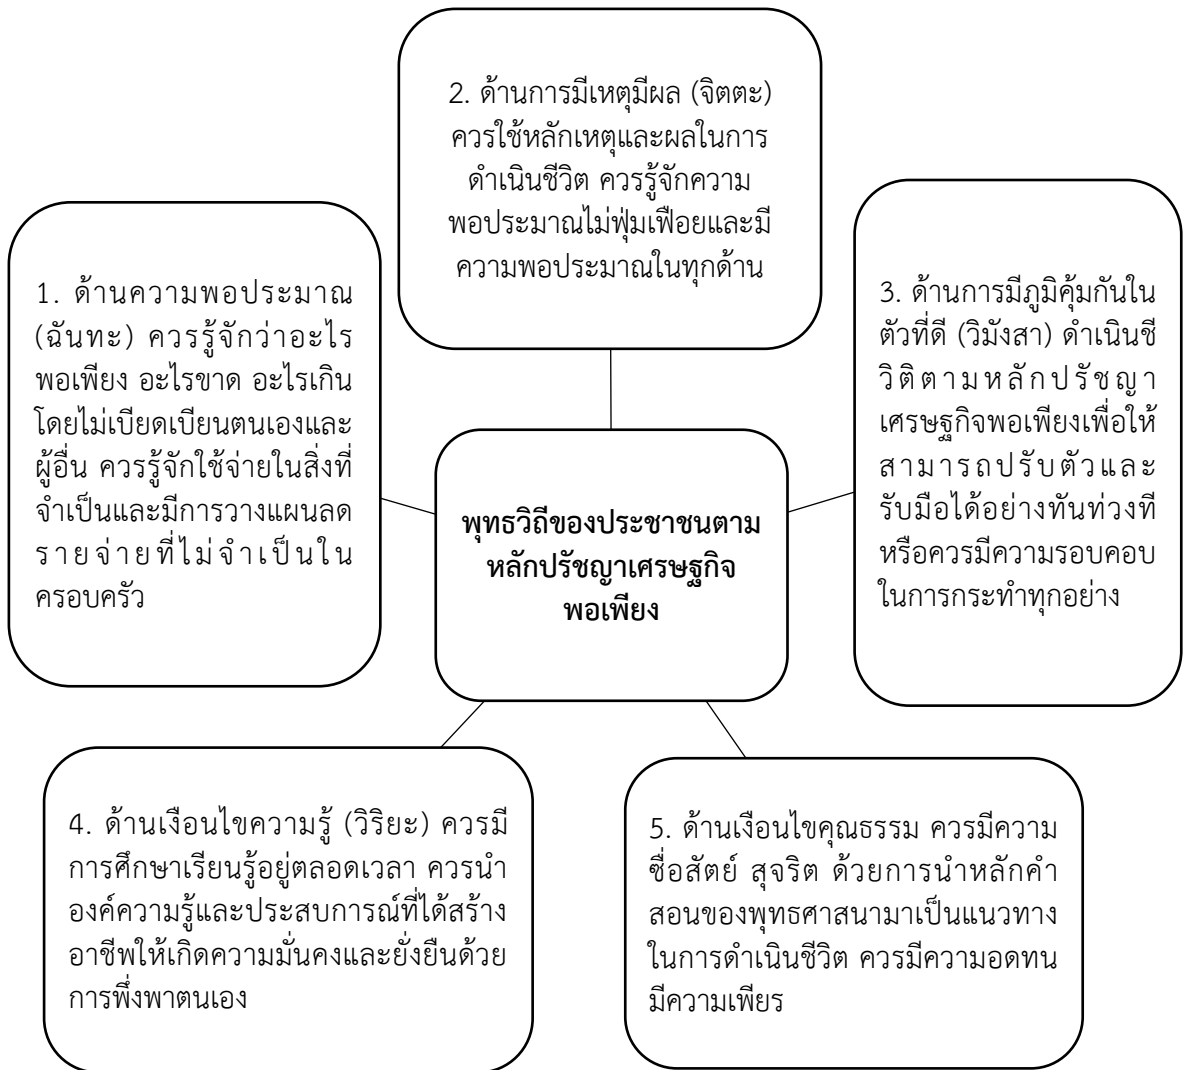 2. ด้านการมีเหตุมีผล (จิตตะ)
ควรใช้หลักเหตุและผลในการ
ดำเนินชีวิต ควรรู้จักความ
พอประมาณไม่ฟุ่มเฟือยและมี
ความพอประมาณในทุกด้าน
1. ด้านความพอประมาณ
(ฉันทะ) ควรรู้จักว่าอะไร
พอเพียง อะไรขาด อะไรเกิน
โดยไม่เบียดเบียนตนเองและ
ผู้อื่น ควรรู้จักใช้จ่ายในสิ่งที่
จำเป็นและมีการวางแผนลด
รายจ่ายที่ไม่จำเป็นใน
ครอบครัว
3. ด้านการมีภูมิคุ้มกันใน
ตัวที่ดี (วิมังสา) ดำเนินชี
วิติตามหลักปรัชญา
เศรษฐกิจพอเพียงเพื่อให้
สามารถปรับตัวและ
รับมือได้อย่างทันท่วงที
หรือควรมีความรอบคอบ
ในการกระทำทุกอย่าง
พุทธวิถีของประชาชนตาม
หลักปรัชญาเศรษฐกิจ
พอเพียง
4. ด้านเงือนไขความรู้ (วิริยะ) ควรมี
การศึกษาเรียนรู้อยู่ตลอดเวลา ควรนำ
องค์ความรู้และประสบการณ์ที่ได้สร้าง
อาชีพให้เกิดความมั่นคงและยั่งยืนด้วย
การพึ่งพาตนเอง
5. ด้านเงือนไขคุณธรรม ควรมีความ
ซื่อสัตย์ สุจริต ด้วยการนำหลักคำ
สอนของพุทธศาสนามาเป็นแนวทาง
ในการดำเนินชีวิต ควรมีความอดทน
มีความเพียร